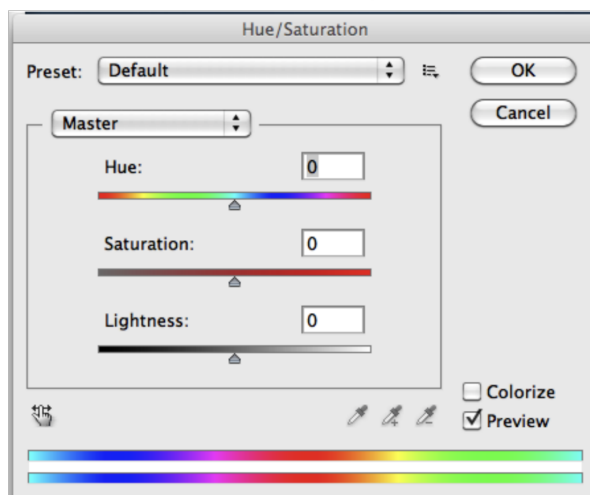 Hue/Saturation
Preset: Default
OK
Cancel
Master
Hue: 0
Saturation: 0
Lightness: 0
Colorize
Preview